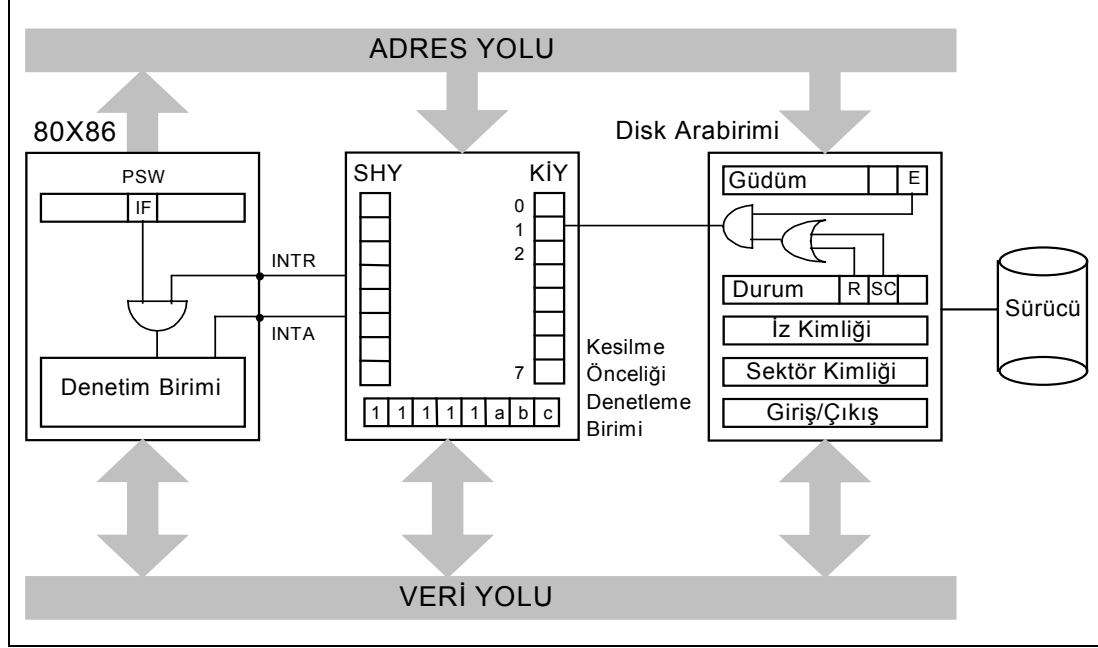 ADRES YOLU
80X86
Disk Arabirimi
PSW
IF
INTR
INTA
Denetim Birimi
SHY
KİY
0
1
2
7
1 1 1 1 1 a b c
Kesilme
Önceliği
Denetleme
Birimi
Güdüm
E
Durum
R
SC
İz Kimliği
Sektör Kimliği
Giriş/Çıkış
Sürücü
VERİ YOLU